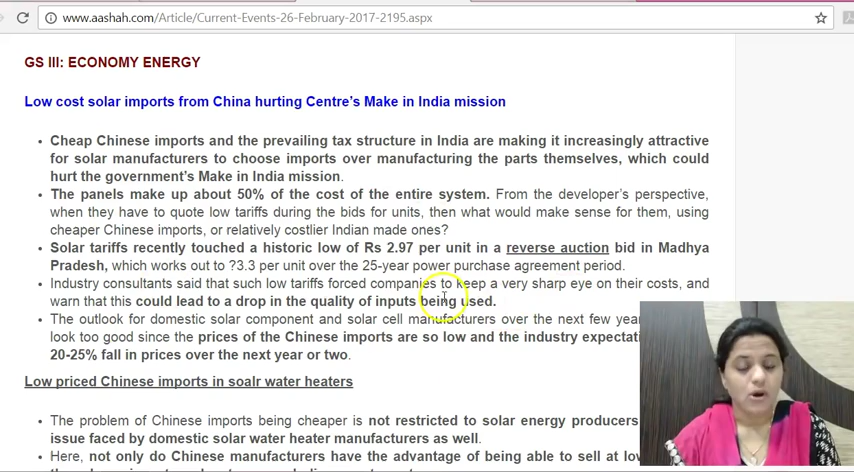 www.aashah.com/Article/Current-Events-26-February-2017-2195.aspx
GS III: ECONOMY ENERGY
Low cost solar imports from China hurting Centre's Make in India mission
Cheap Chinese imports and the prevailing tax structure in India are making it increasingly attractive
for solar manufacturers to choose imports over manufacturing the parts themselves, which could
hurt the government's Make in India mission.
The panels make up about 50% of the cost of the entire system. From the developer's perspective,
when they have to quote low tariffs during the bids for units, then what would make sense for them, using
cheaper Chinese imports, or relatively costlier Indian made ones?
Solar tariffs recently touched a historic low of Rs 2.97 per unit in a reverse auction bid in Madhya
Pradesh, which works out to ?3.3 per unit over the 25-year power purchase agreement period.
Industry consultants said that such low tariffs forced companies to keep a very sharp eye on their costs, and
warn that this could lead to a drop in the quality of inputs being used.
The outlook for domestic solar component and solar cell manufacturers over the next few
look too good since the prices of the Chinese imports are so low and the industry
20-25% fall in prices over the next year or two.
Low priced Chinese imports in soalr water heaters
The problem of Chinese imports being cheaper is not restricted to solar energy producers
issue faced by domestic solar water heater manufacturers as well.
Here, not only do Chinese manufacturers have the advantage of being able to sell at